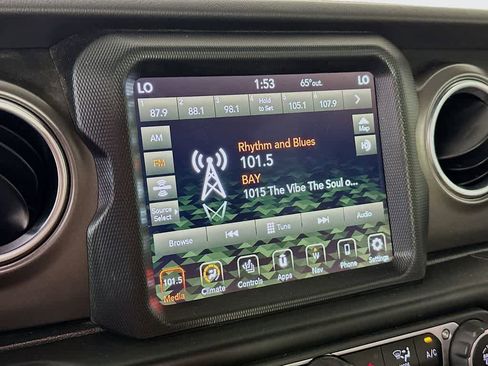 LO 1:53 65°out. LO
1 87.9 2 88.1 3 98.1 Hold to Set 5 105.1 107.9
AM
Map
FM
Rhythm and Blues
101.5
BAY
1015 The Vibe The Soul o...
Source
Select
Browse Tune Audio
101.5 W
Media Climate Controls Apps Nav Phone Settings
A/C